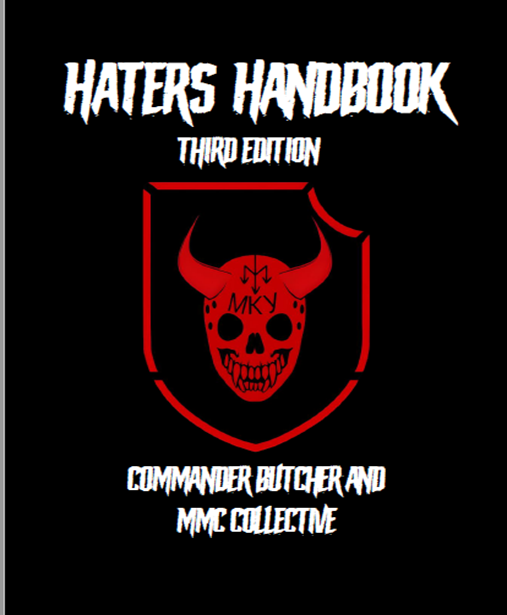 HATERS HANDBOOK
THIRD EDITION
MKY
COMMANDER BUTCHER AND
MMC COLLECTIVE